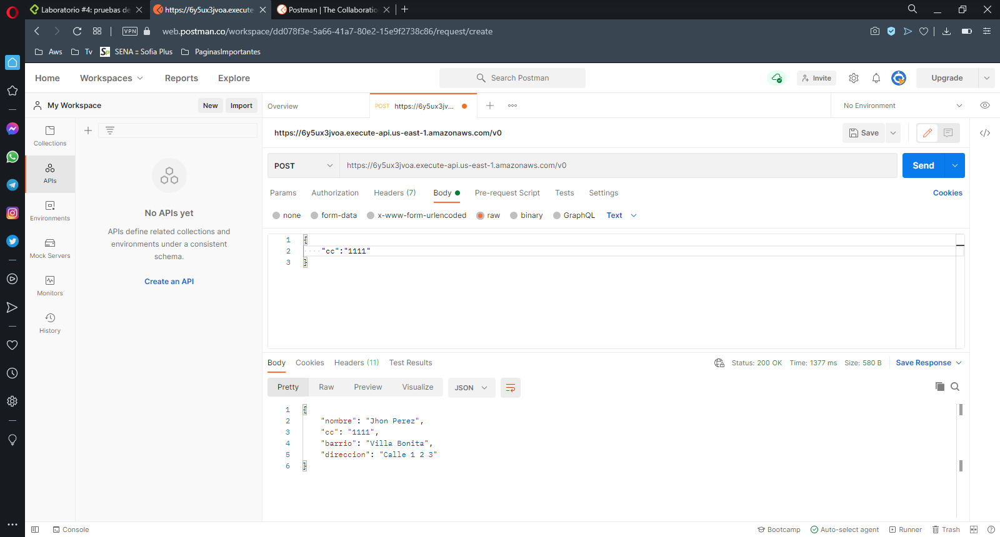 Laboratorio #4: pruebas de
https://6y5ux3jvoa.execute
Postman | The Collaboratio
VPN
web.postman.co/workspace/dd078f3e-5a66-41a7-80e2-15e9f2738c86/request/create
Aws
Tv
Sp
SENA :: Sofia Plus
PaginasImportantes
Home
Workspaces
Reports
Explore
Search Postman
Invite
Upgrade
My Workspace
New
Import
Overview
POST https://6y5ux3jv...
No Environment
Collections
APIs
Environments
Mock Servers
Monitors
History
No APIs yet
APIs define related collections and
environments under a consistent
schema.
Create an API
https://6y5ux3jvoa.execute-api.us-east-1.amazonaws.com/v0
Save
POST
https://6y5ux3jvoa.execute-api.us-east-1.amazonaws.com/v0
Send
Params
Authorization
Headers (7)
Body
Pre-request Script
Tests
Settings
Cookies
none
form-data
x-www-form-urlencoded
raw
binary
GraphQL
Text
1 {
2 "cc":"1111"
3 }
Body
Cookies
Headers (11)
Test Results
Status: 200 OK
Time: 1377 ms
Size: 580 B
Save Response
Pretty
Raw
Preview
Visualize
JSON
1 {
2 "nombre": "Jhon Perez",
3 "cc": "1111",
4 "barrio": "Villa Bonita",
5 "direccion": "Calle 1 2 3"
6 }
Console
Bootcamp
Auto-select agent
Runner
Trash